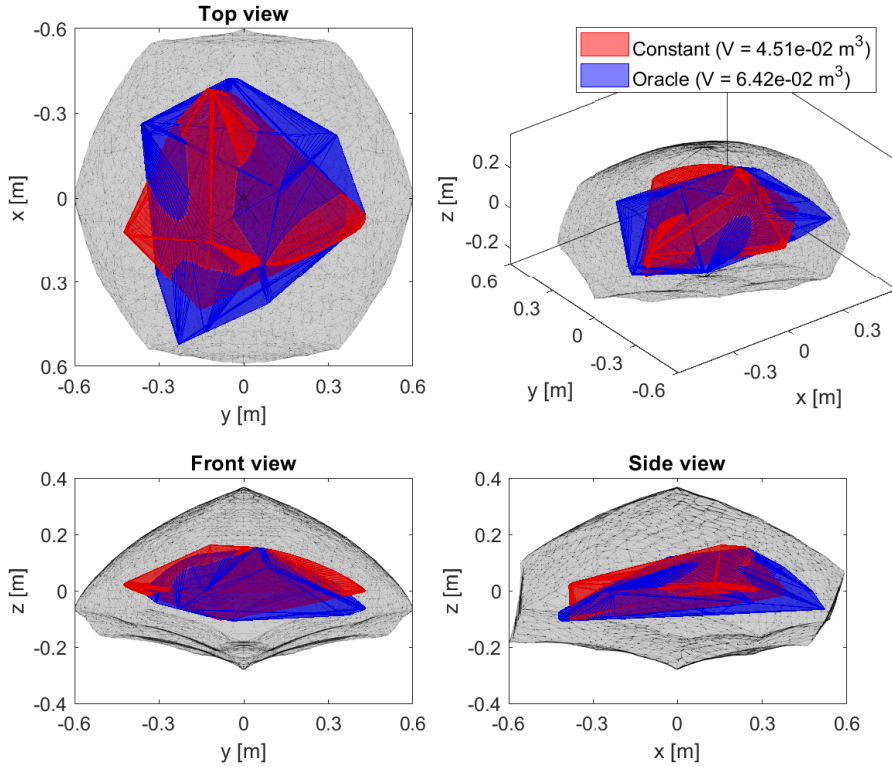 Top view
-0.6
-0.3
0
0.3
0.6
x [m]
-0.6
-0.3
0
0.3
0.6
y [m]
Constant (V = 4.51e-02 m³)
Oracle (V = 6.42e-02 m³)
0.2
0
-0.2
z [m]
0.6
0.3
0
-0.3
-0.6
y [m]
-0.3
0
0.3
x [m]
Front view
0.4
0.2
0
-0.2
-0.4
z [m]
-0.6
-0.3
0
0.3
0.6
y [m]
Side view
0.4
0.2
0
-0.2
-0.4
z [m]
-0.6
-0.3
0
0.3
0.6
x [m]